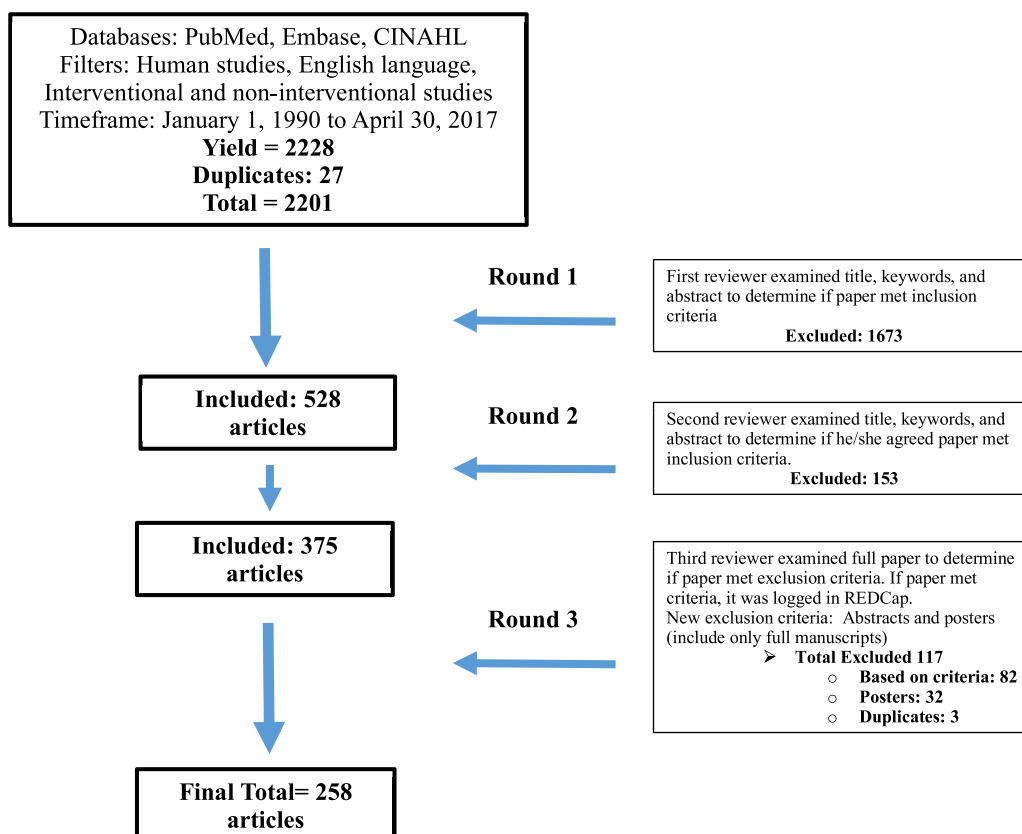 Databases: PubMed, Embase, CINAHL
Filters: Human studies, English language,
Interventional and non-interventional studies
Timeframe: January 1, 1990 to April 30, 2017
Yield = 2228
Duplicates: 27
Total = 2201
Round 1
First reviewer examined title, keywords, and
abstract to determine if paper met inclusion
criteria
Excluded: 1673
Included: 528
articles
Round 2
Second reviewer examined title, keywords, and
abstract to determine if he/she agreed paper met
inclusion criteria.
Excluded: 153
Included: 375
articles
Round 3
Third reviewer examined full paper to determine
if paper met exclusion criteria. If paper met
criteria, it was logged in REDCap.
New exclusion criteria:  Abstracts and posters
(include only full manuscripts)
➢ Total Excluded 117
o Based on criteria: 82
o Posters: 32
o Duplicates: 3
Final Total= 258
articles